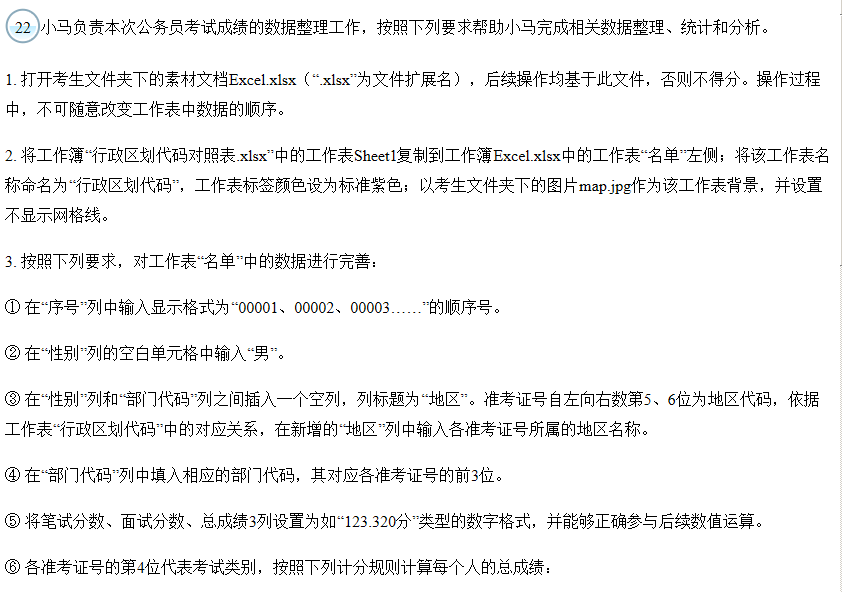 22 小马负责本次公务员考试成绩的数据整理工作，按照下列要求帮助小马完成相关数据整理、统计和分析。
1. 打开考生文件夹下的素材文档Excel.xlsx（“.xlsx”为文件扩展名），后续操作均基于此文件，否则不得分。操作过程
中，不可随意改变工作表中数据的顺序。
2. 将工作簿“行政区划代码对照表.xlsx”中的工作表Sheet1复制到工作簿Excel.xlsx中的工作表“名单”左侧；将该工作表名
称命名为“行政区划代码”，工作表标签颜色设为标准紫色；以考生文件夹下的图片map.jpg作为该工作表背景，并设置
不显示网格线。
3. 按照下列要求，对工作表“名单”中的数据进行完善：
① 在“序号”列中输入显示格式为“00001、00002、00003……”的顺序号。
② 在“性别”列的空白单元格中输入“男”。
③ 在“性别”列和“部门代码”列之间插入一个空列，列标题为“地区”。准考证号自左向右数第5、6位为地区代码，依据
工作表“行政区划代码”中的对应关系，在新增的“地区”列中输入各准考证号所属的地区名称。
④ 在“部门代码”列中填入相应的部门代码，其对应各准考证号的前3位。
⑤ 将笔试分数、面试分数、总成绩3列设置为如“123.320分”类型的数字格式，并能够正确参与后续数值运算。
⑥ 各准考证号的第4位代表考试类别，按照下列计分规则计算每个人的总成绩：